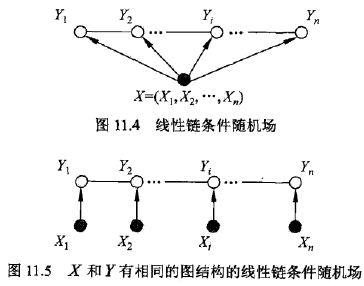 Y₁ Y₂ Yᵢ Yₙ
X=(X₁,X₂,⋯,Xₙ)
图 11.4 线性链条件随机场
Y₁ Y₂ Yᵢ Yₙ
X₁ X₂ Xᵢ Xₙ
图 11.5 X 和 Y 有相同的图结构的线性链条件随机场